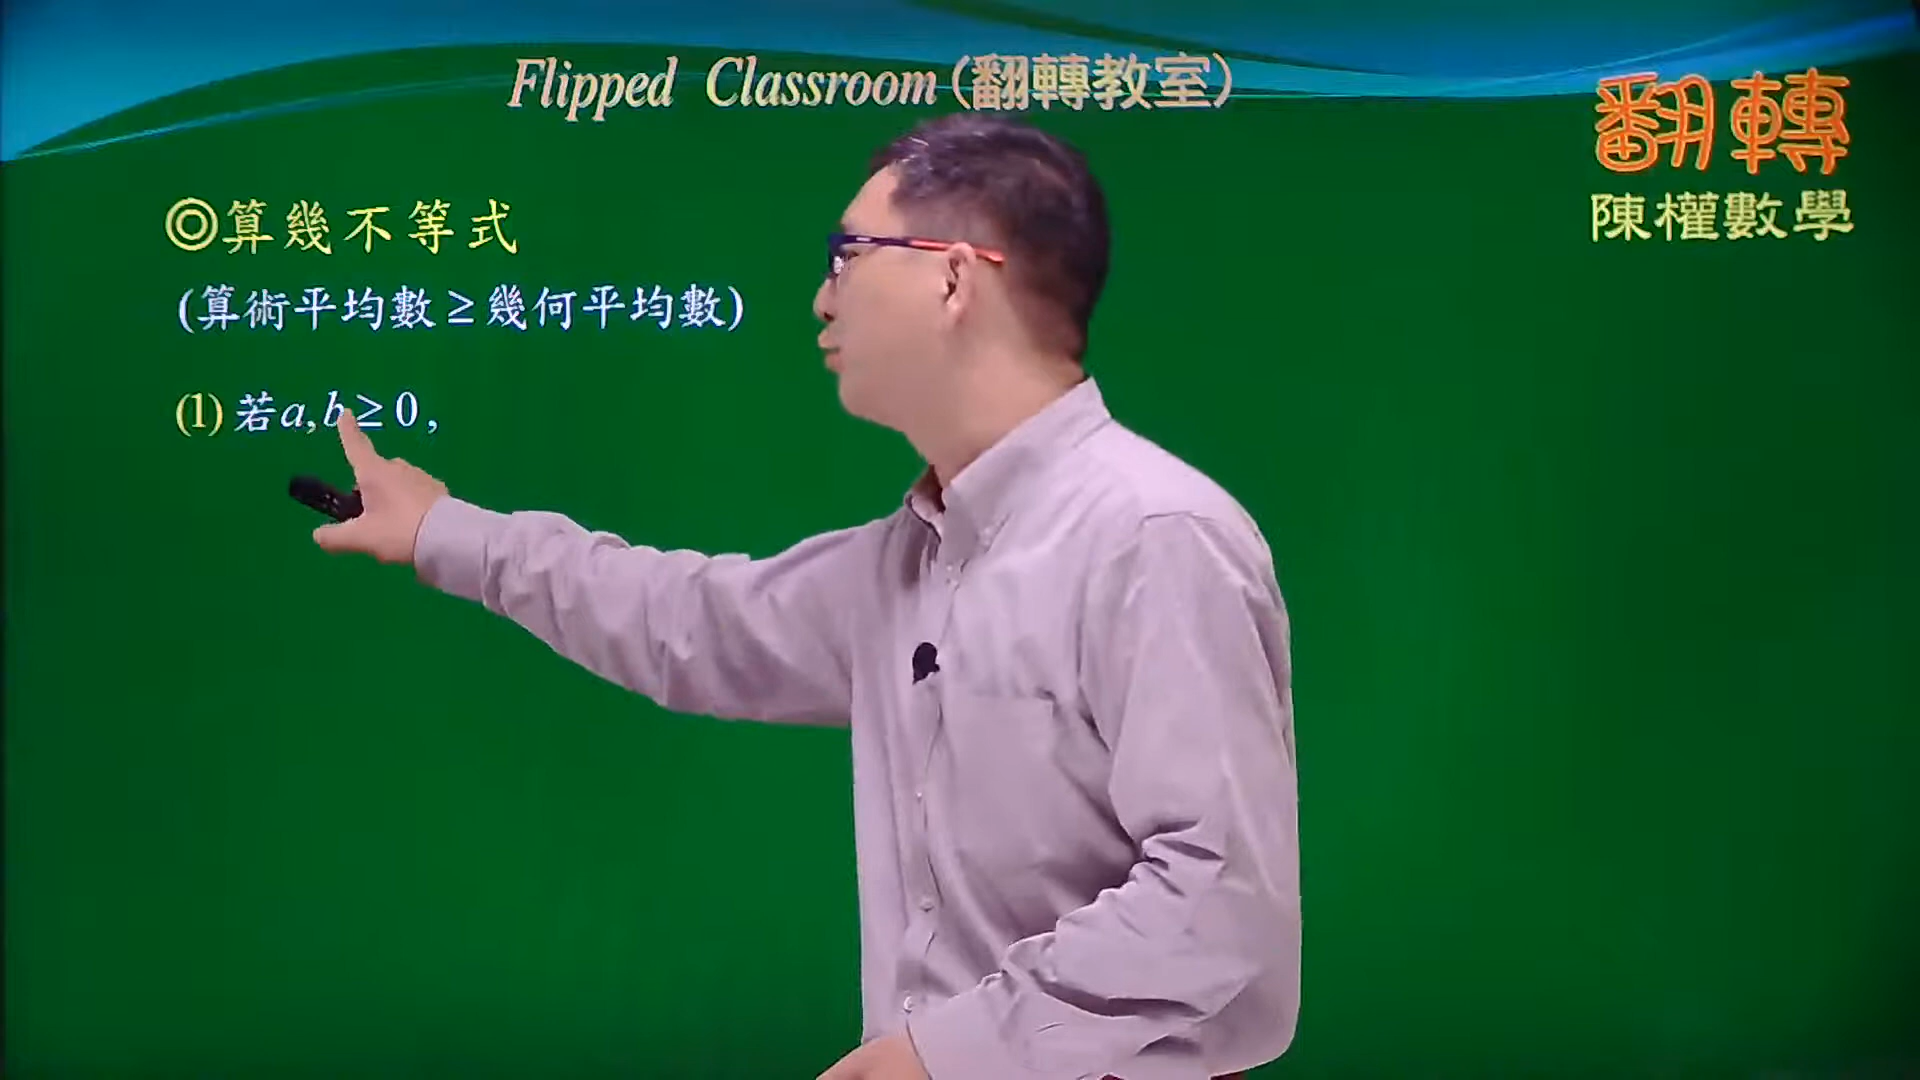 Flipped Classroom (翻轉教室)
翻轉
陳權數學
◎算幾不等式
(算術平均數 ≥ 幾何平均數)
(1) 若a,b ≥ 0,